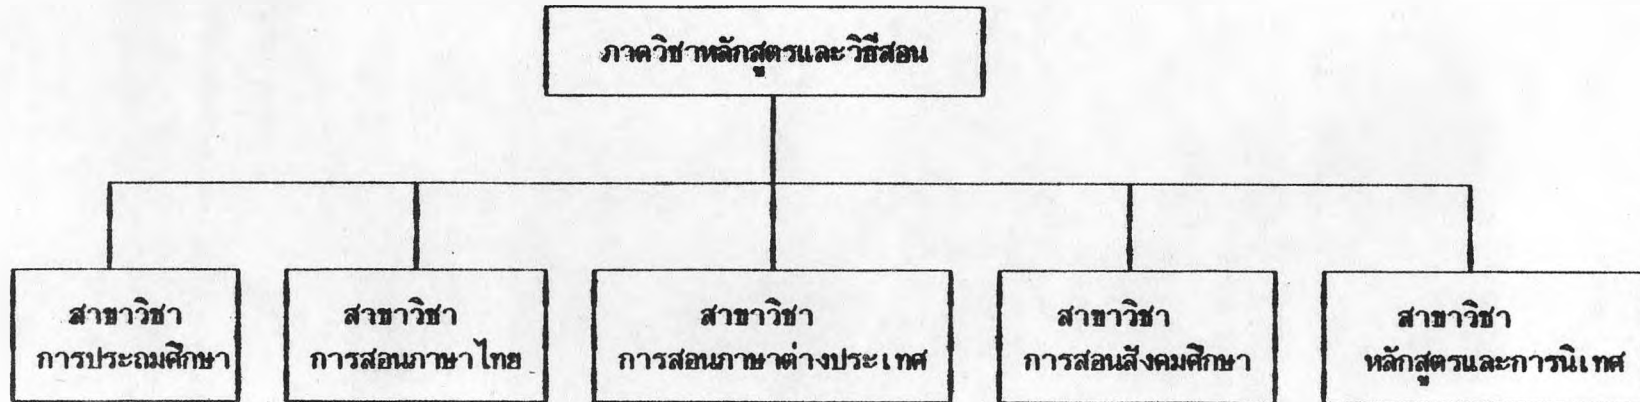 ภาควิชาหลักสูตรและวิธีสอน
สาขาวิชา
การประถมศึกษา
สาขาวิชา
การสอนภาษาไทย
สาขาวิชา
การสอนภาษาต่างประเทศ
สาขาวิชา
การสอนสังคมศึกษา
สาขาวิชา
หลักสูตรและการนิเทศ